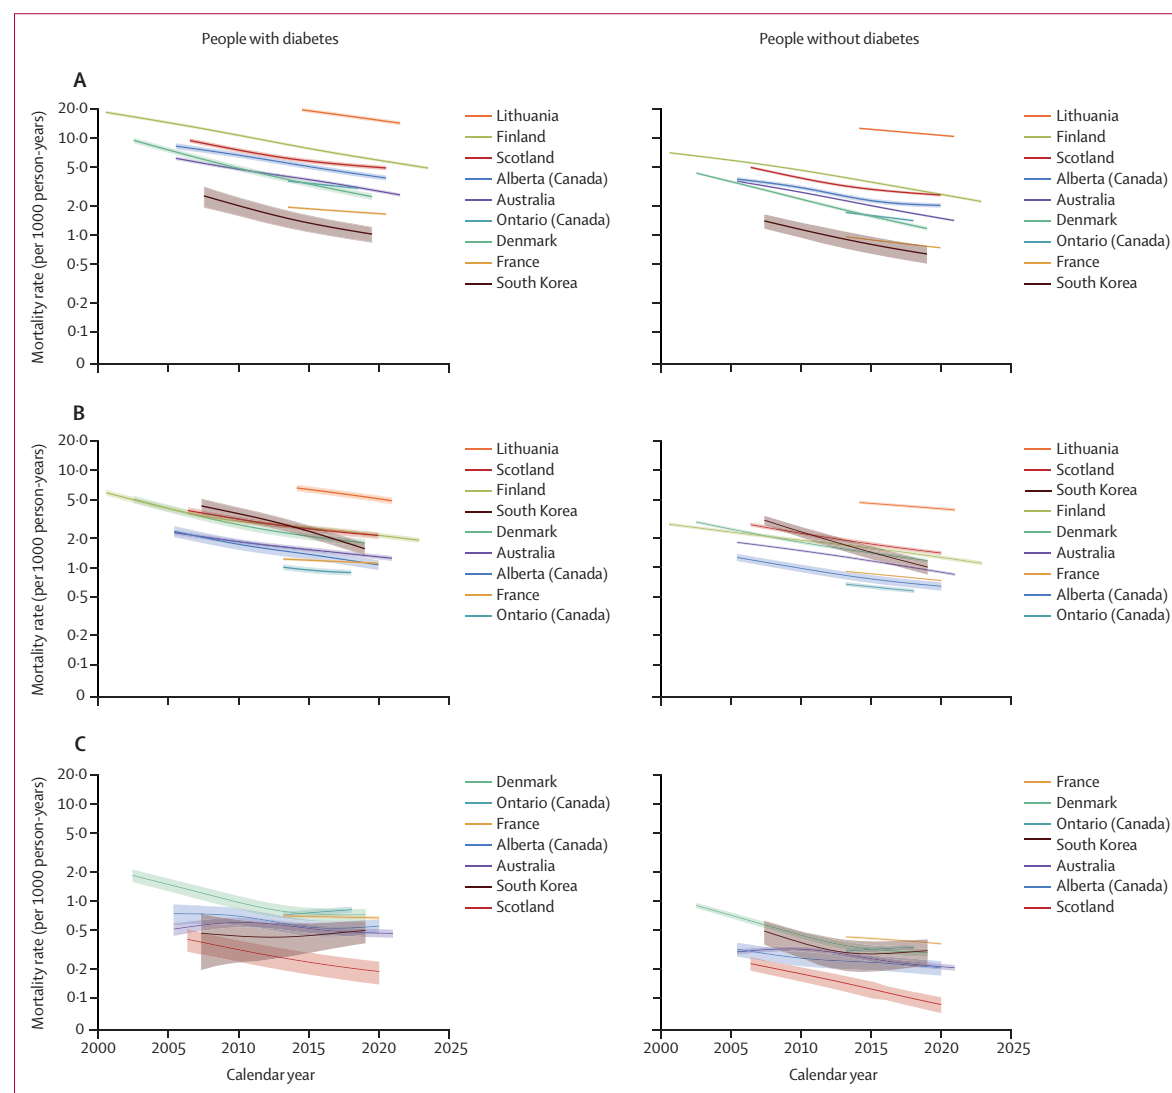 People with diabetes
People without diabetes
A
Mortality rate (per 1000 person-years)
20·0
10·0
5·0
2·0
1·0
0·5
0·2
0·1
0
2000
2005
2010
2015
2020
2025
Lithuania
Finland
Scotland
Alberta (Canada)
Australia
Ontario (Canada)
Denmark
France
South Korea
Lithuania
Finland
Scotland
Alberta (Canada)
Australia
Denmark
Ontario (Canada)
France
South Korea
B
Mortality rate (per 1000 person-years)
20·0
10·0
5·0
2·0
1·0
0·5
0·2
0·1
0
Lithuania
Scotland
Finland
South Korea
Denmark
Australia
Alberta (Canada)
France
Ontario (Canada)
Lithuania
Scotland
South Korea
Finland
Denmark
Australia
France
Alberta (Canada)
Ontario (Canada)
C
Mortality rate (per 1000 person-years)
20·0
10·0
5·0
2·0
1·0
0·5
0·2
0·1
0
Denmark
Ontario (Canada)
France
Alberta (Canada)
Australia
South Korea
Scotland
2000
2005
2010
2015
2020
2025
Calendar year
France
Denmark
Ontario (Canada)
South Korea
Australia
Alberta (Canada)
Scotland
Calendar year